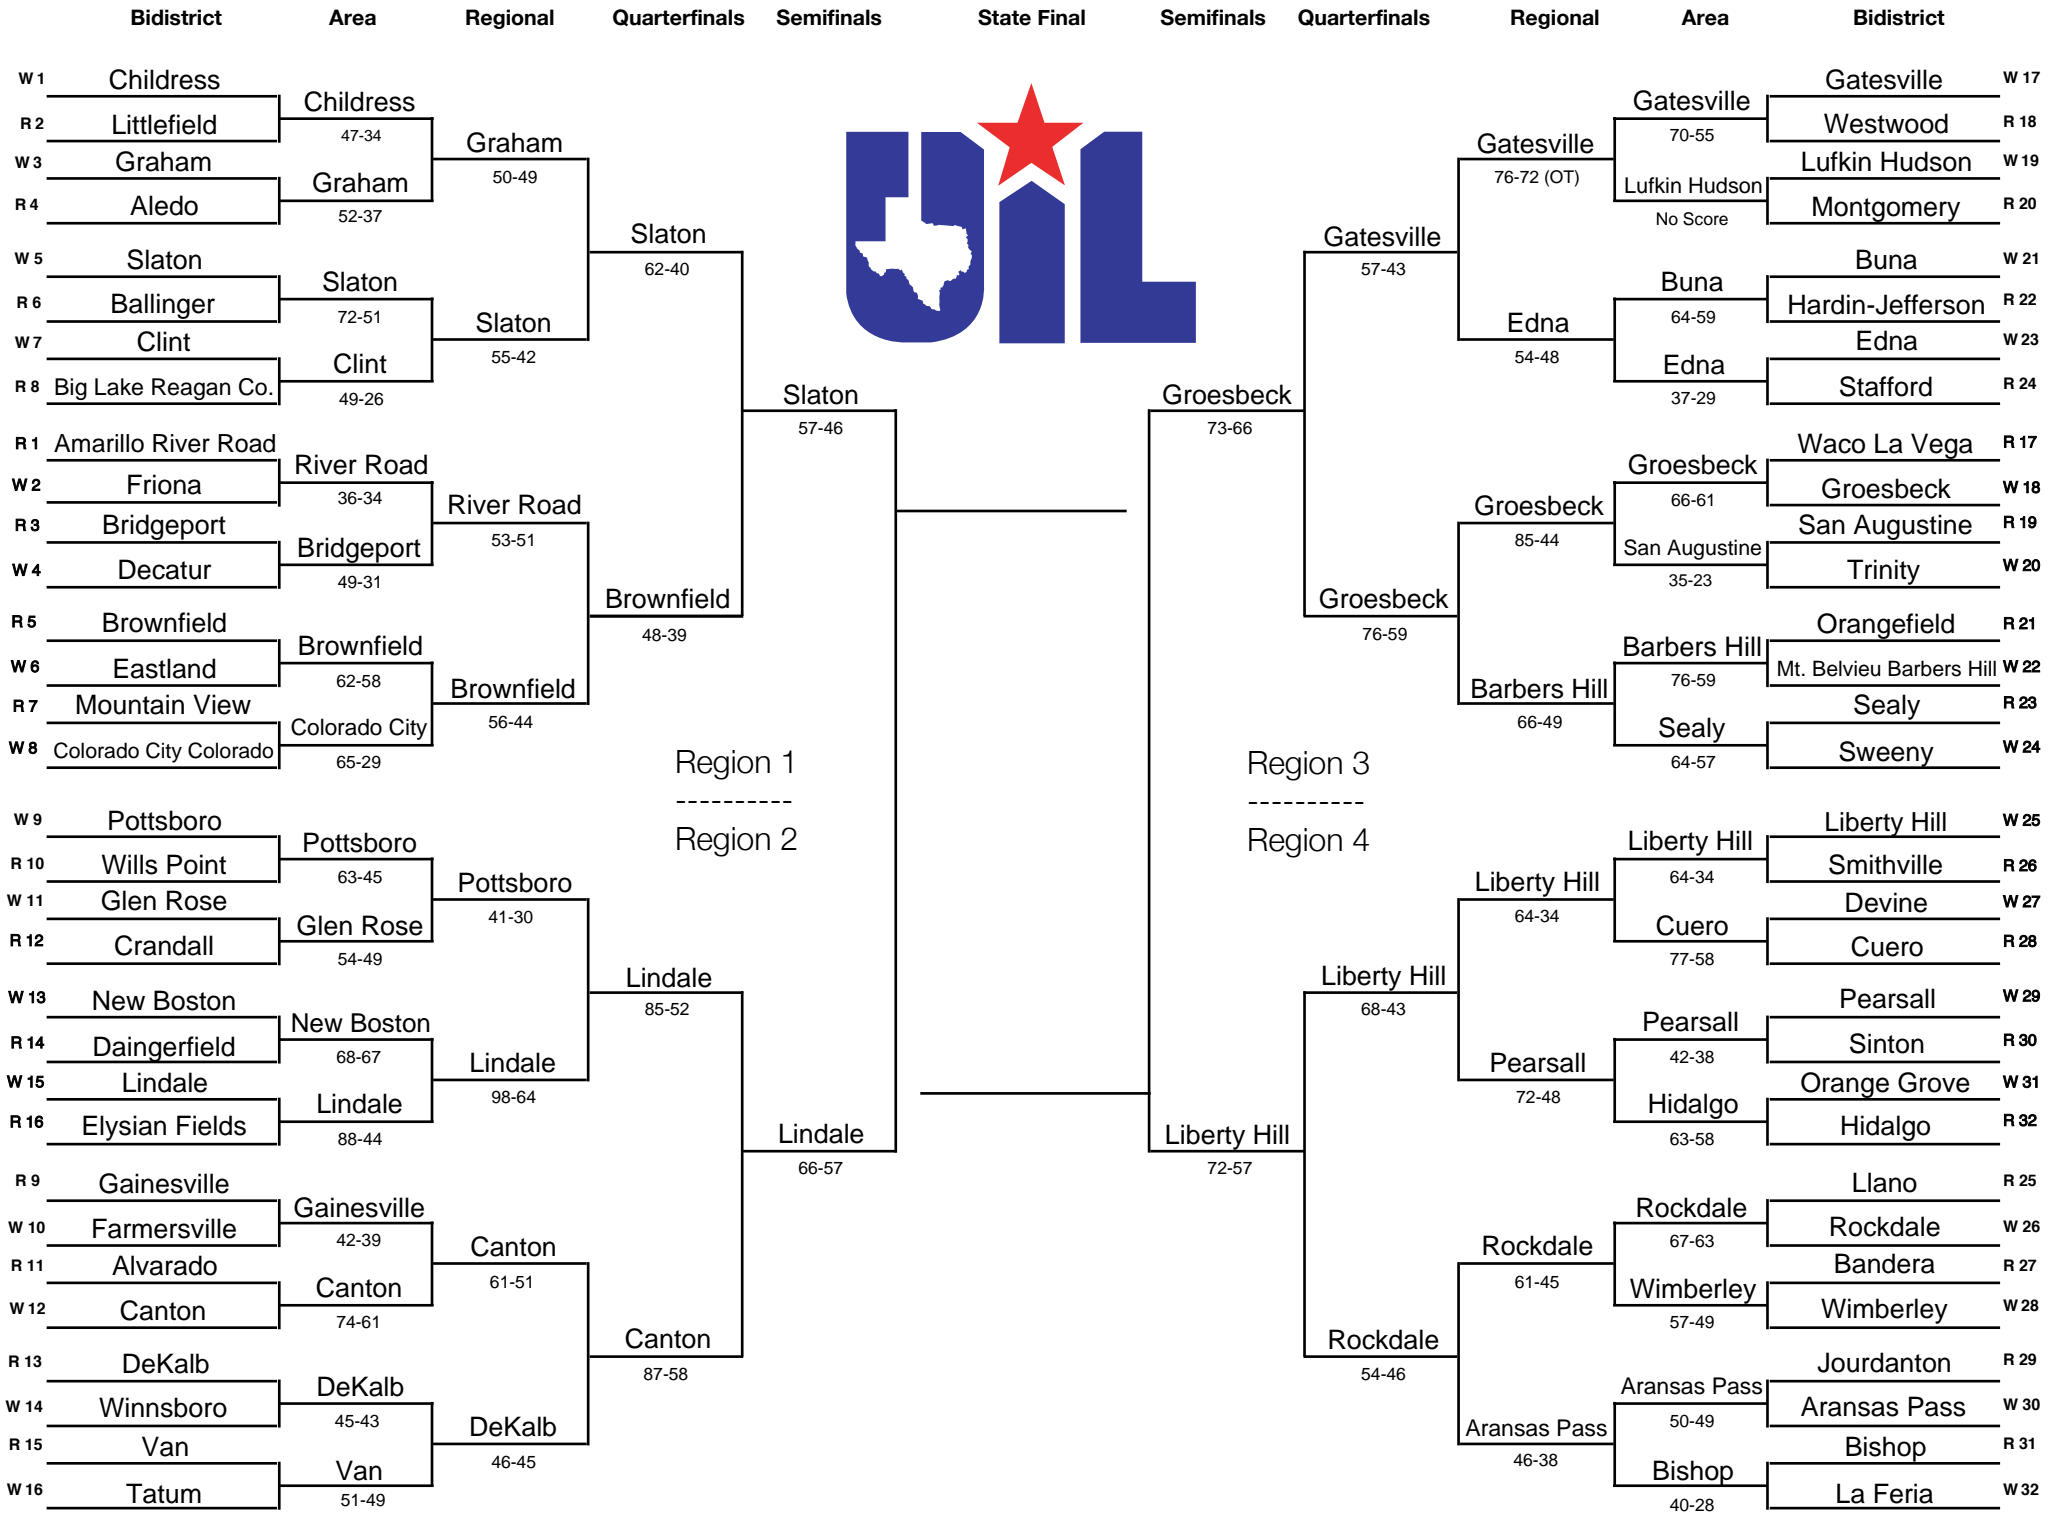 Bidistrict Area Regional Quarterfinals Semifinals State Final Semifinals Quarterfinals Regional Area Bidistrict
W 1 Childress
R 2 Littlefield
W 3 Graham
R 4 Aledo
W 5 Slaton
R 6 Ballinger
W 7 Clint
R 8 Big Lake Reagan Co.
R 1 Amarillo River Road
W 2 Friona
R 3 Bridgeport
W 4 Decatur
R 5 Brownfield
W 6 Eastland
R 7 Mountain View
W 8 Colorado City Colorado
W 9 Pottsboro
R 10 Wills Point
W 11 Glen Rose
R 12 Crandall
W 13 New Boston
R 14 Daingerfield
W 15 Lindale
R 16 Elysian Fields
R 9 Gainesville
W 10 Farmersville
R 11 Alvarado
W 12 Canton
R 13 DeKalb
W 14 Winnsboro
R 15 Van
W 16 Tatum
Childress
47-34
Graham
52-37
Slaton
72-51
Clint
49-26
River Road
36-34
Bridgeport
49-31
Brownfield
62-58
Colorado City
65-29
Pottsboro
63-45
Glen Rose
54-49
New Boston
68-67
Lindale
88-44
Gainesville
42-39
Canton
74-61
DeKalb
45-43
Van
51-49
Graham
50-49
Slaton
55-42
River Road
53-51
Brownfield
56-44
Pottsboro
41-30
Lindale
98-64
Canton
61-51
DeKalb
46-45
Slaton
62-40
Brownfield
48-39
Region 1
----------
Region 2
Lindale
85-52
Canton
87-58
Slaton
57-46
Lindale
66-57
UIL
Groesbeck
73-66
Liberty Hill
72-57
Gatesville
57-43
Groesbeck
76-59
Region 3
----------
Region 4
Liberty Hill
68-43
Rockdale
54-46
Gatesville
76-72 (OT)
Edna
54-48
Groesbeck
85-44
Barbers Hill
66-49
Liberty Hill
64-34
Pearsall
72-48
Rockdale
61-45
Aransas Pass
46-38
Gatesville
70-55
Lufkin Hudson
No Score
Buna
64-59
Edna
37-29
Groesbeck
66-61
San Augustine
35-23
Barbers Hill
76-59
Sealy
64-57
Liberty Hill
64-34
Cuero
77-58
Pearsall
42-38
Hidalgo
63-58
Rockdale
67-63
Wimberley
57-49
Aransas Pass
50-49
Bishop
40-28
Gatesville W 17
Westwood R 18
Lufkin Hudson W 19
Montgomery R 20
Buna W 21
Hardin-Jefferson R 22
Edna W 23
Stafford R 24
Waco La Vega R 17
Groesbeck W 18
San Augustine R 19
Trinity W 20
Orangefield R 21
Mt. Belvieu Barbers Hill W 22
Sealy R 23
Sweeny W 24
Liberty Hill W 25
Smithville R 26
Devine W 27
Cuero R 28
Pearsall W 29
Sinton R 30
Orange Grove W 31
Hidalgo R 32
Llano R 25
Rockdale W 26
Bandera R 27
Wimberley W 28
Jourdanton R 29
Aransas Pass W 30
Bishop R 31
La Feria W 32